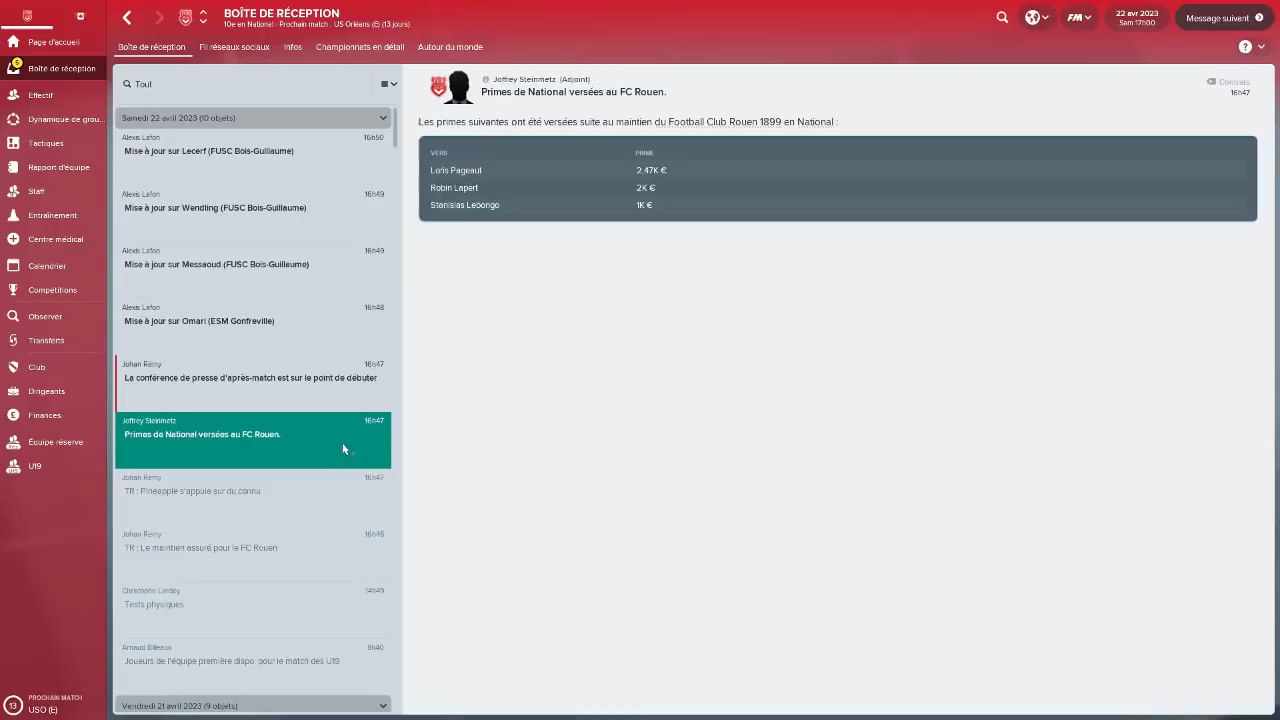 BOÎTE DE RÉCEPTION
10e en National - Prochain match : US Orléans (E) (13 jours)
FM
22 avr 2023
Sam 17h00
Message suivant
Boîte de réception
Fil réseaux sociaux
Infos
Championnats en détail
Autour du monde
?
Page d'accueil
5
Boîte de réception
Effectif
Dynamique de grou...
Tactiques
Rapport d'équipe
Staff
Entraînement
Centre médical
Calendrier
Compétitions
Observer
Transferts
Club
Dirigeants
Finances
Équipe réserve
U19
13
PROCHAIN MATCH
USO (E)
Tout
Samedi 22 avril 2023 (10 objets)
Alexis Lafon 16h50
Mise à jour sur Lecerf (FUSC Bois-Guillaume)
Alexis Lafon 16h49
Mise à jour sur Wendling (FUSC Bois-Guillaume)
Alexis Lafon 16h49
Mise à jour sur Messaoud (FUSC Bois-Guillaume)
Alexis Lafon 16h48
Mise à jour sur Omari (ESM Gonfreville)
Johan Rémy 16h47
La conférence de presse d'après-match est sur le point de débuter
Joffrey Steinmetz 16h47
Primes de National versées au FC Rouen.
Johan Rémy 16h47
TR : Pineapple s'appuie sur du connu.
Johan Rémy 16h46
TR : Le maintien assuré pour le FC Rouen
Christophe Lardey 14h49
Tests physiques
Arnaud Billeaux 8h40
Joueurs de l'équipe première dispo. pour le match des U19
Vendredi 21 avril 2023 (9 objets)
Joffrey Steinmetz (Adjoint)
Primes de National versées au FC Rouen.
Contrats
16h47
Les primes suivantes ont été versées suite au maintien du Football Club Rouen 1899 en National :
VERS PRIME
Loris Pageaut 2,47K €
Robin Lapert 2K €
Stanislas Lebongo 1K €